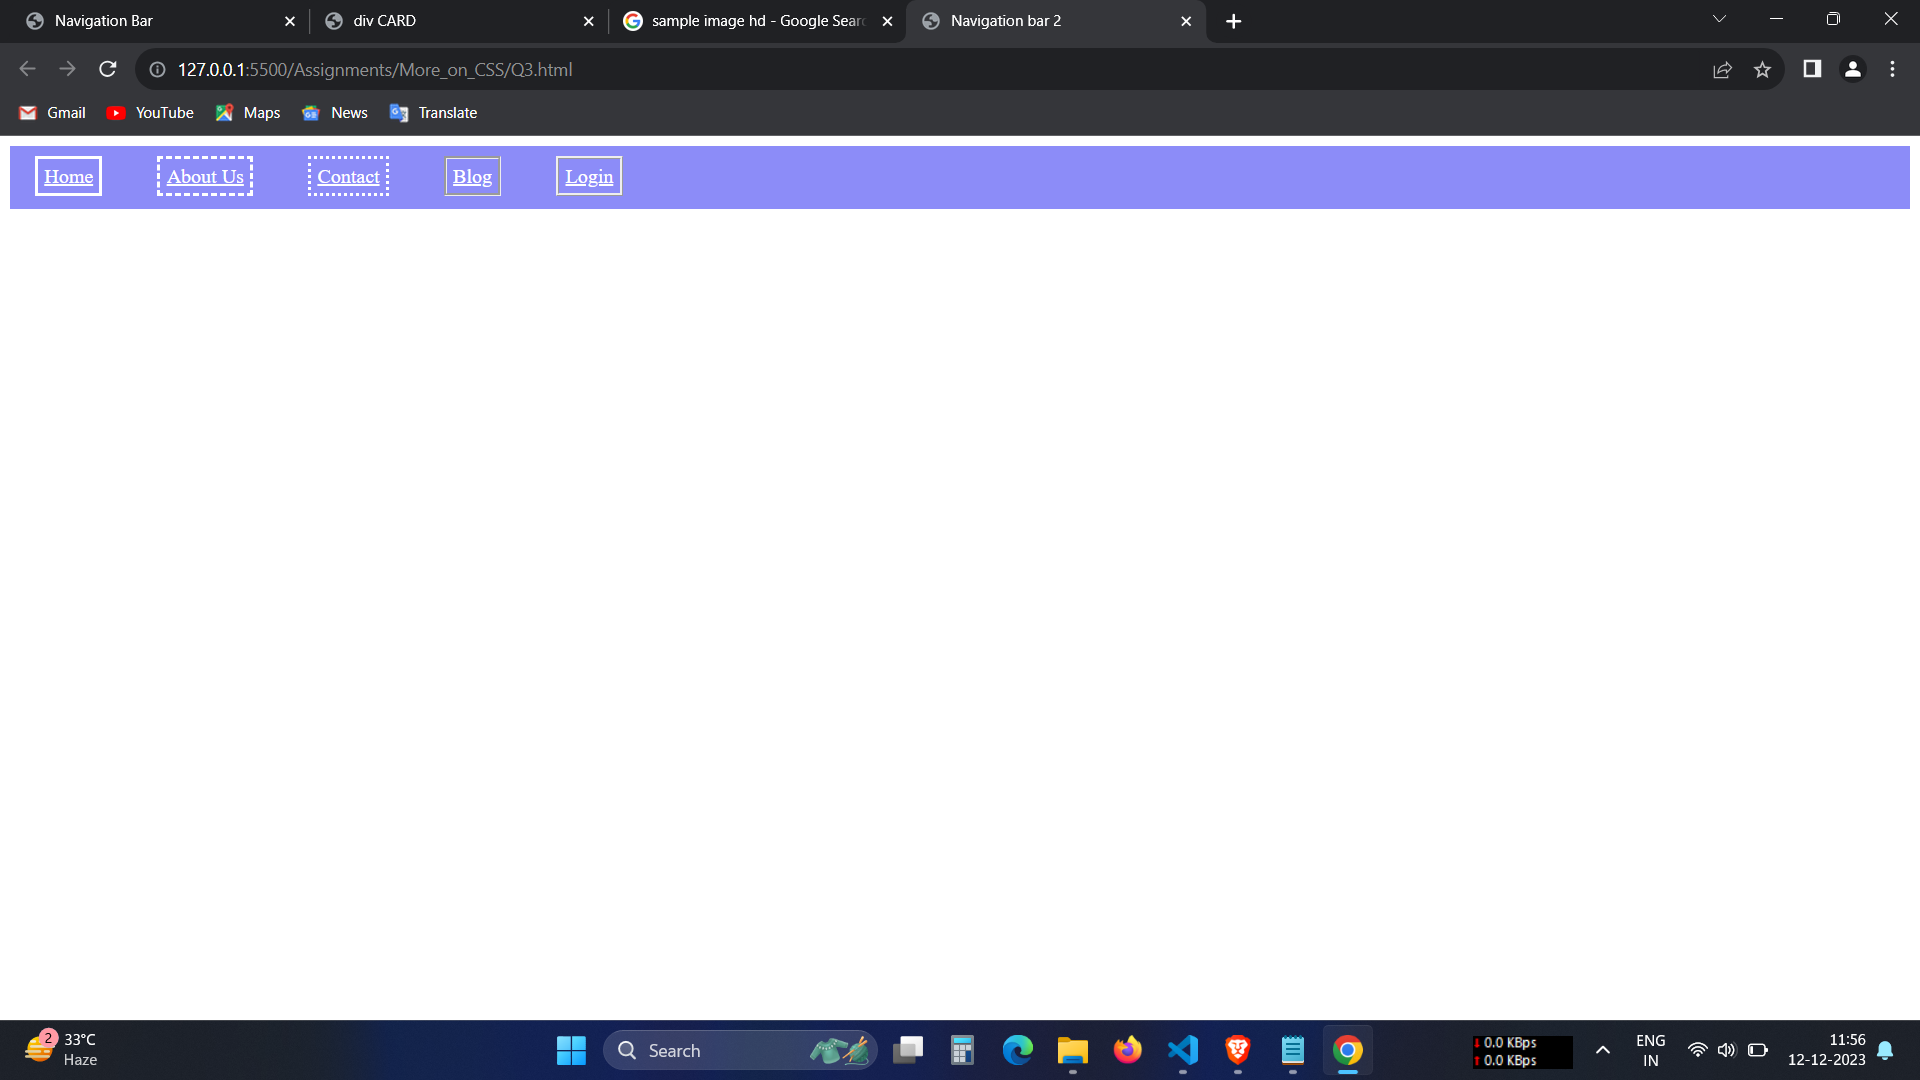 Navigation Bar
div CARD
sample image hd - Google Sear
Navigation bar 2
127.0.0.1:5500/Assignments/More_on_CSS/Q3.html
Gmail YouTube Maps News Translate
Home About Us Contact Blog Login
2
33°C
Haze
Search
0.0 KBps
0.0 KBps
ENG
IN
11:56
12-12-2023